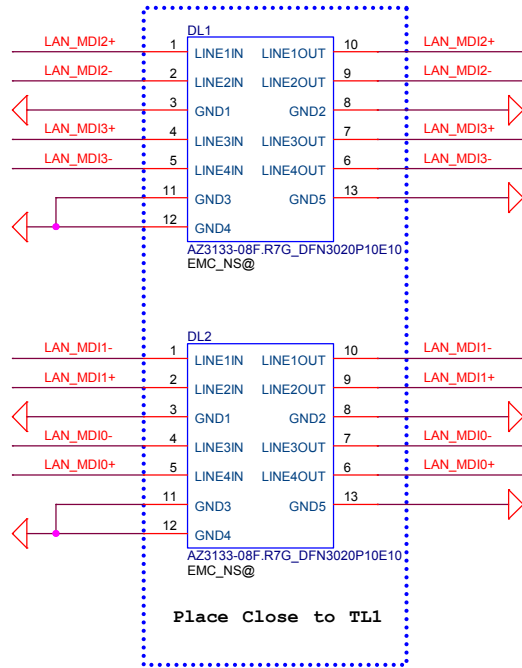 DL1
LAN_MDI2+ 1 LINE1IN LINE1OUT 10 LAN_MDI2+
LAN_MDI2- 2 LINE2IN LINE2OUT 9 LAN_MDI2-
3 GND1 GND2 8
LAN_MDI3+ 4 LINE3IN LINE3OUT 7 LAN_MDI3+
LAN_MDI3- 5 LINE4IN LINE4OUT 6 LAN_MDI3-
11 GND3 GND5 13
12 GND4
AZ3133-08F.R7G_DFN3020P10E10
EMC_NS@
DL2
LAN_MDI1- 1 LINE1IN LINE1OUT 10 LAN_MDI1-
LAN_MDI1+ 2 LINE2IN LINE2OUT 9 LAN_MDI1+
3 GND1 GND2 8
LAN_MDI0- 4 LINE3IN LINE3OUT 7 LAN_MDI0-
LAN_MDI0+ 5 LINE4IN LINE4OUT 6 LAN_MDI0+
11 GND3 GND5 13
12 GND4
AZ3133-08F.R7G_DFN3020P10E10
EMC_NS@
Place Close to TL1